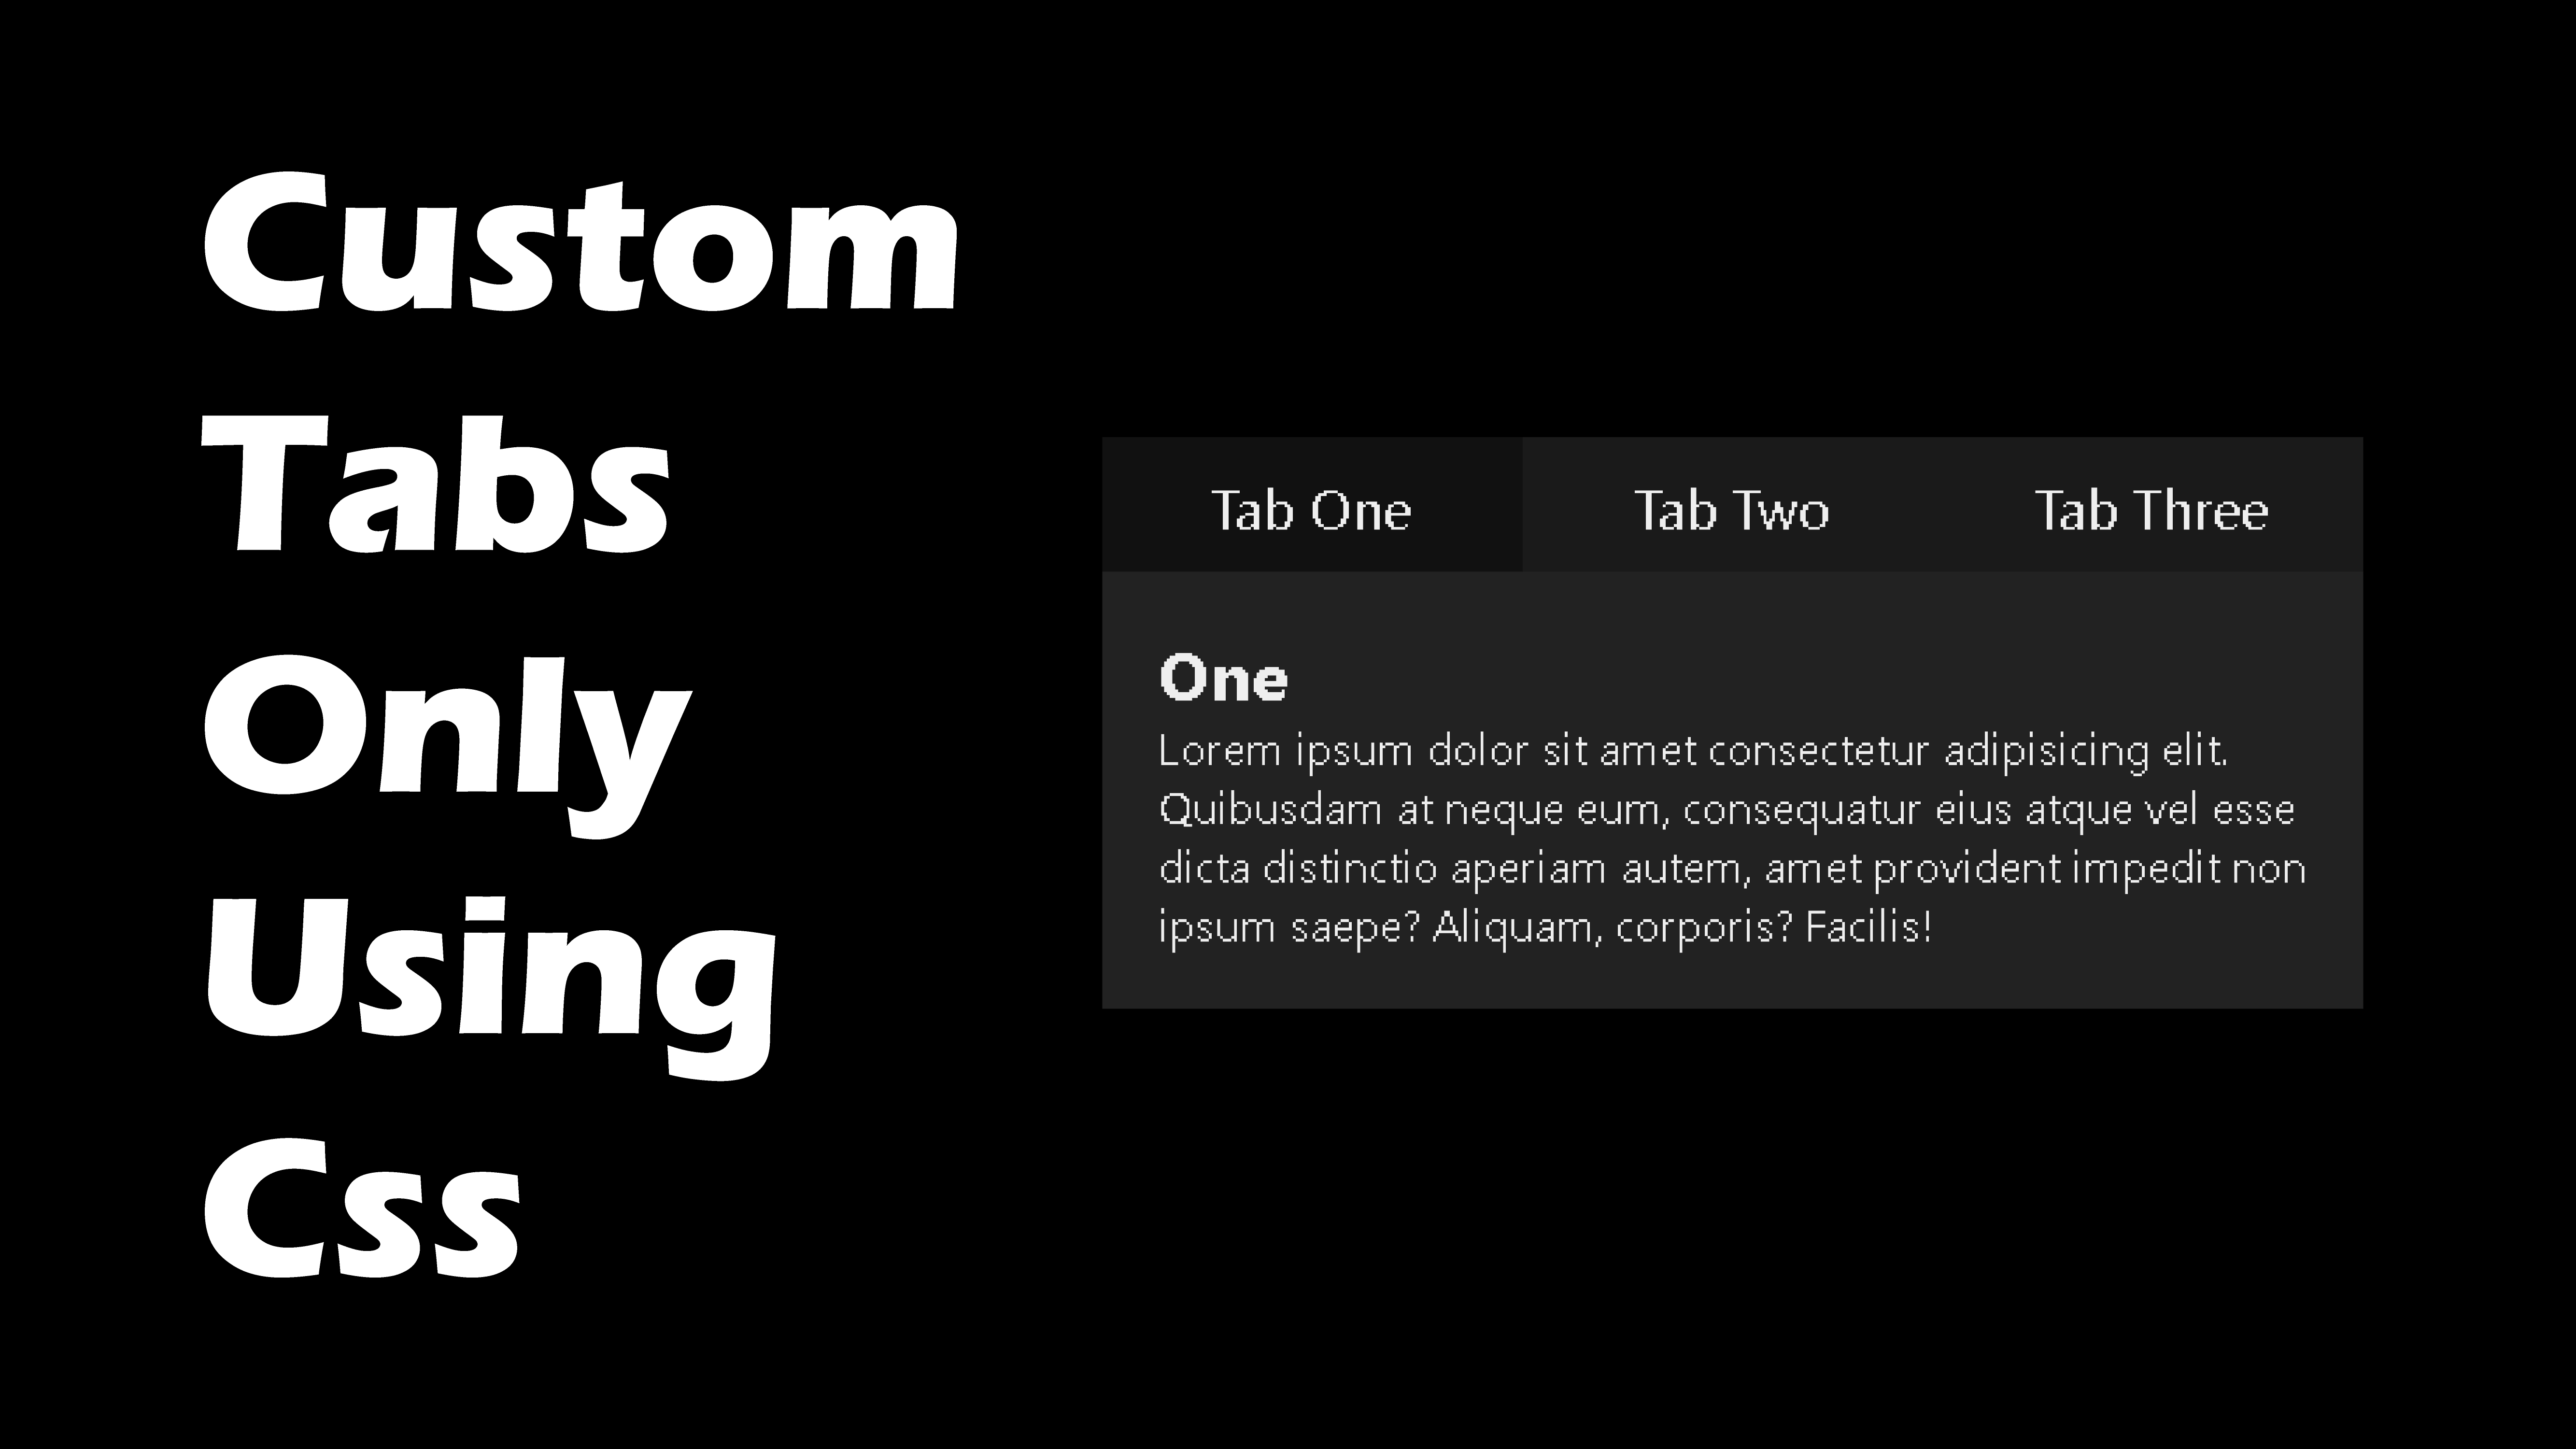 Custom
Tabs
Only
Using
Css
Tab One Tab Two Tab Three
One
Lorem ipsum dolor sit amet consectetur adipisicing elit.
Quibusdam at neque eum, consequatur eius atque vel esse
dicta distinctio aperiam autem, amet provident impedit non
ipsum saepe? Aliquam, corporis? Facilis!